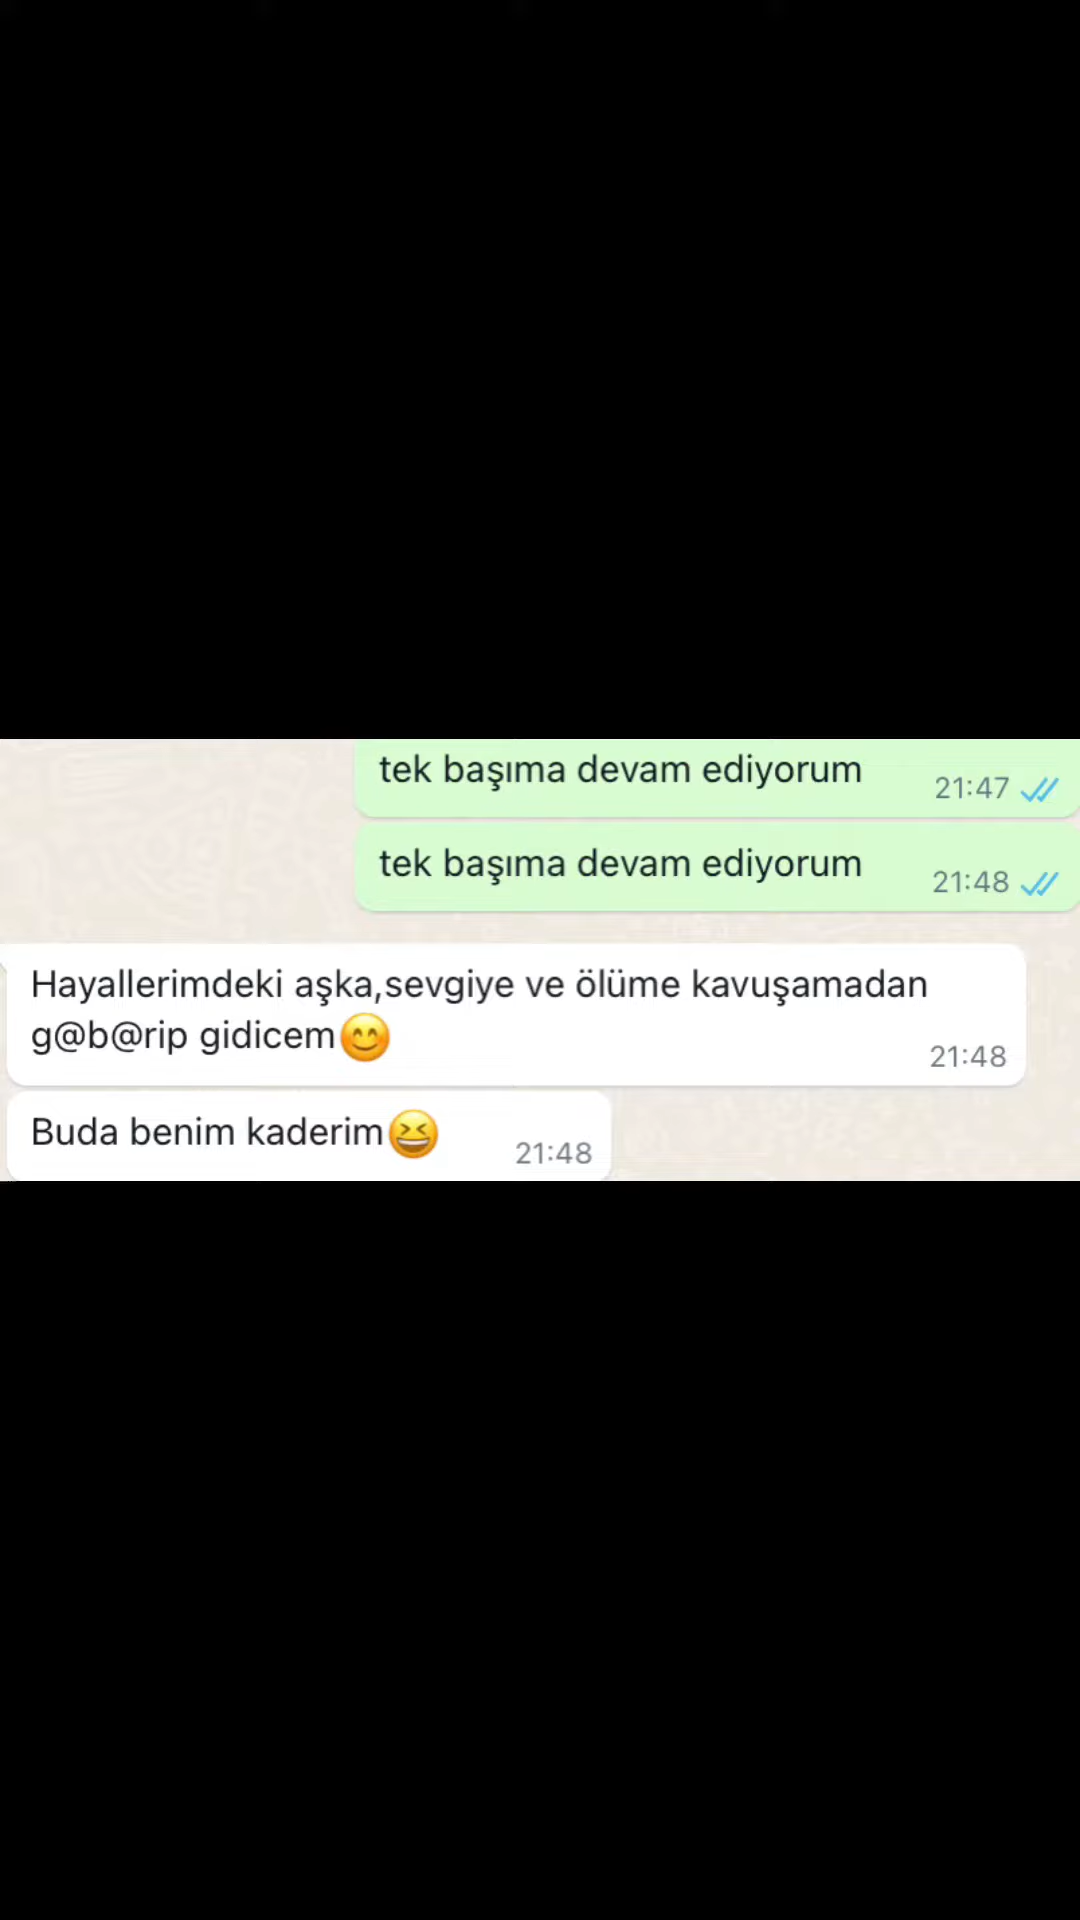 tek başıma devam ediyorum
21:47
tek başıma devam ediyorum
21:48
Hayallerimdeki aşka,sevgiye ve ölüme kavuşamadan
g@b@rip gidicem😊
21:48
Buda benim kaderim😆
21:48